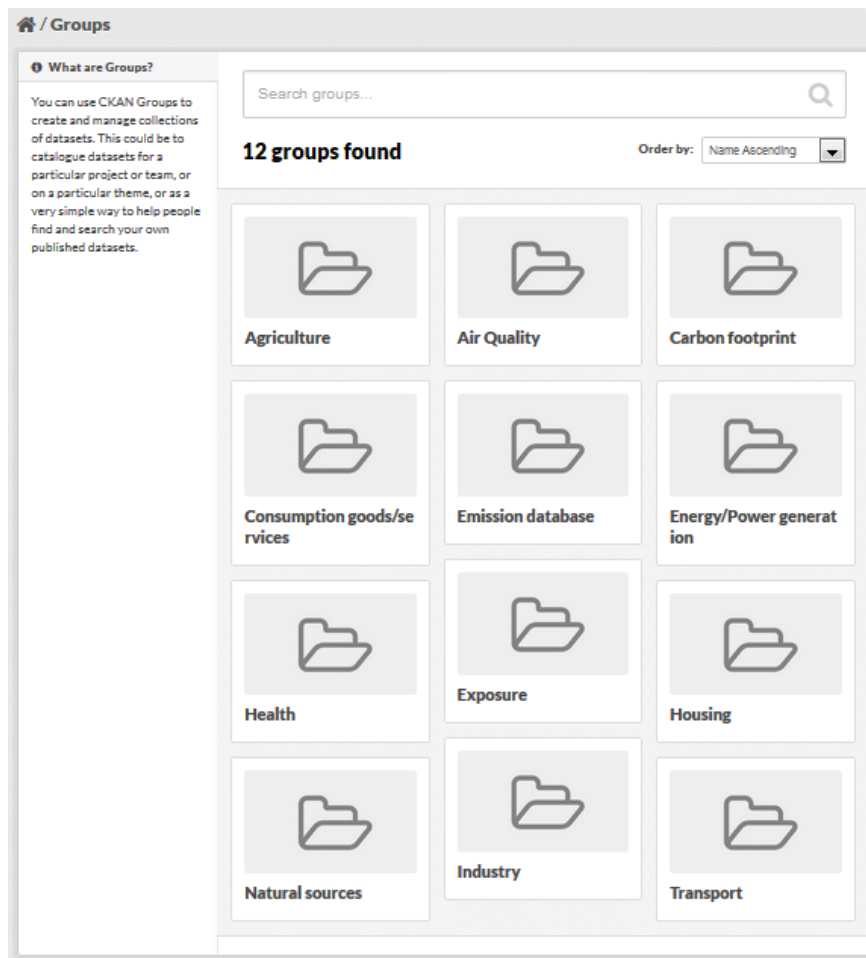 / Groups
What are Groups?
You can use CKAN Groups to
create and manage collections
of datasets. This could be to
catalogue datasets for a
particular project or team, or
on a particular theme, or as a
very simple way to help people
find and search your own
published datasets.
Search groups...
12 groups found
Order by: Name Ascending
Agriculture
Air Quality
Carbon footprint
Consumption goods/se
rvices
Emission database
Energy/Power generat
ion
Health
Exposure
Housing
Natural sources
Industry
Transport